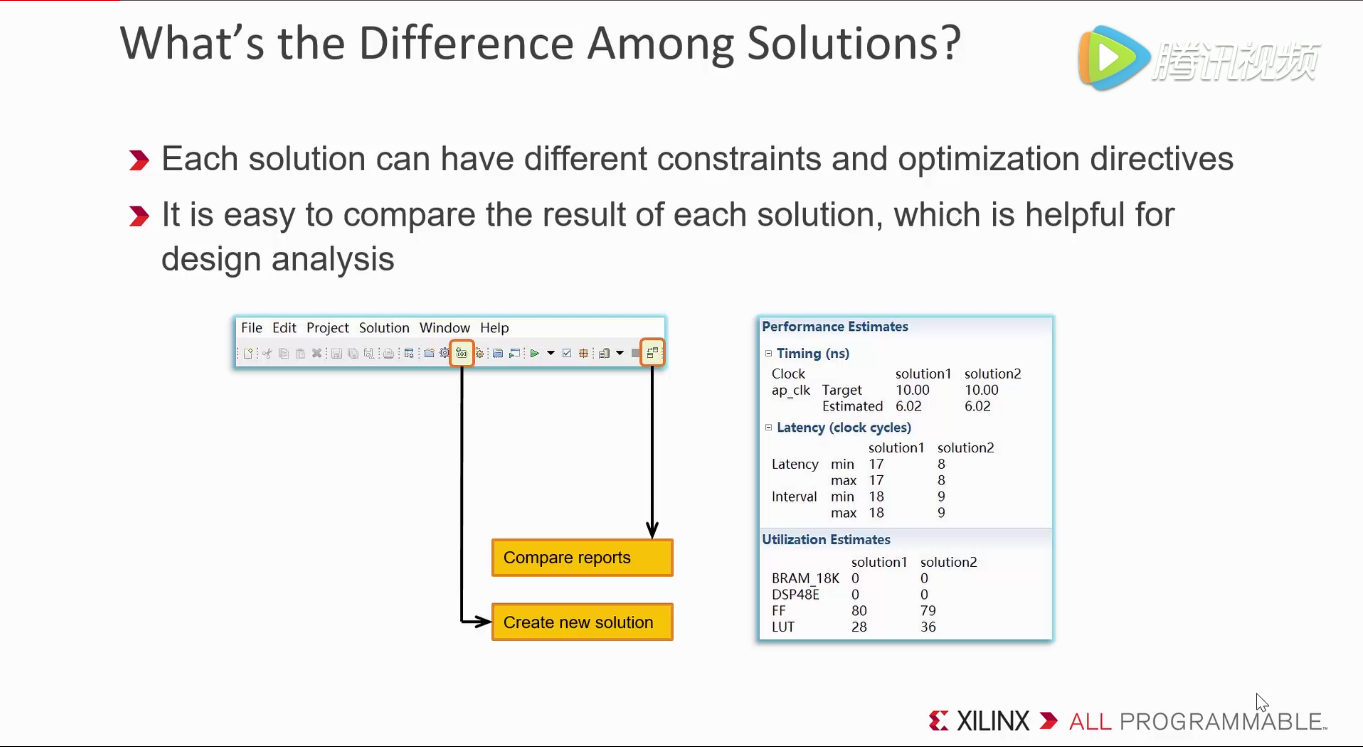 What's the Difference Among Solutions?
腾讯视频
Each solution can have different constraints and optimization directives
It is easy to compare the result of each solution, which is helpful for
design analysis
File Edit Project Solution Window Help
Compare reports
Create new solution
Performance Estimates
Timing (ns)
Clock solution1 solution2
ap_clk Target 10.00 10.00
Estimated 6.02 6.02
Latency (clock cycles)
solution1 solution2
Latency min 17 8
max 17 8
Interval min 18 9
max 18 9
Utilization Estimates
solution1 solution2
BRAM_18K 0 0
DSP48E 0 0
FF 80 79
LUT 28 36
XILINX ALL PROGRAMMABLE™